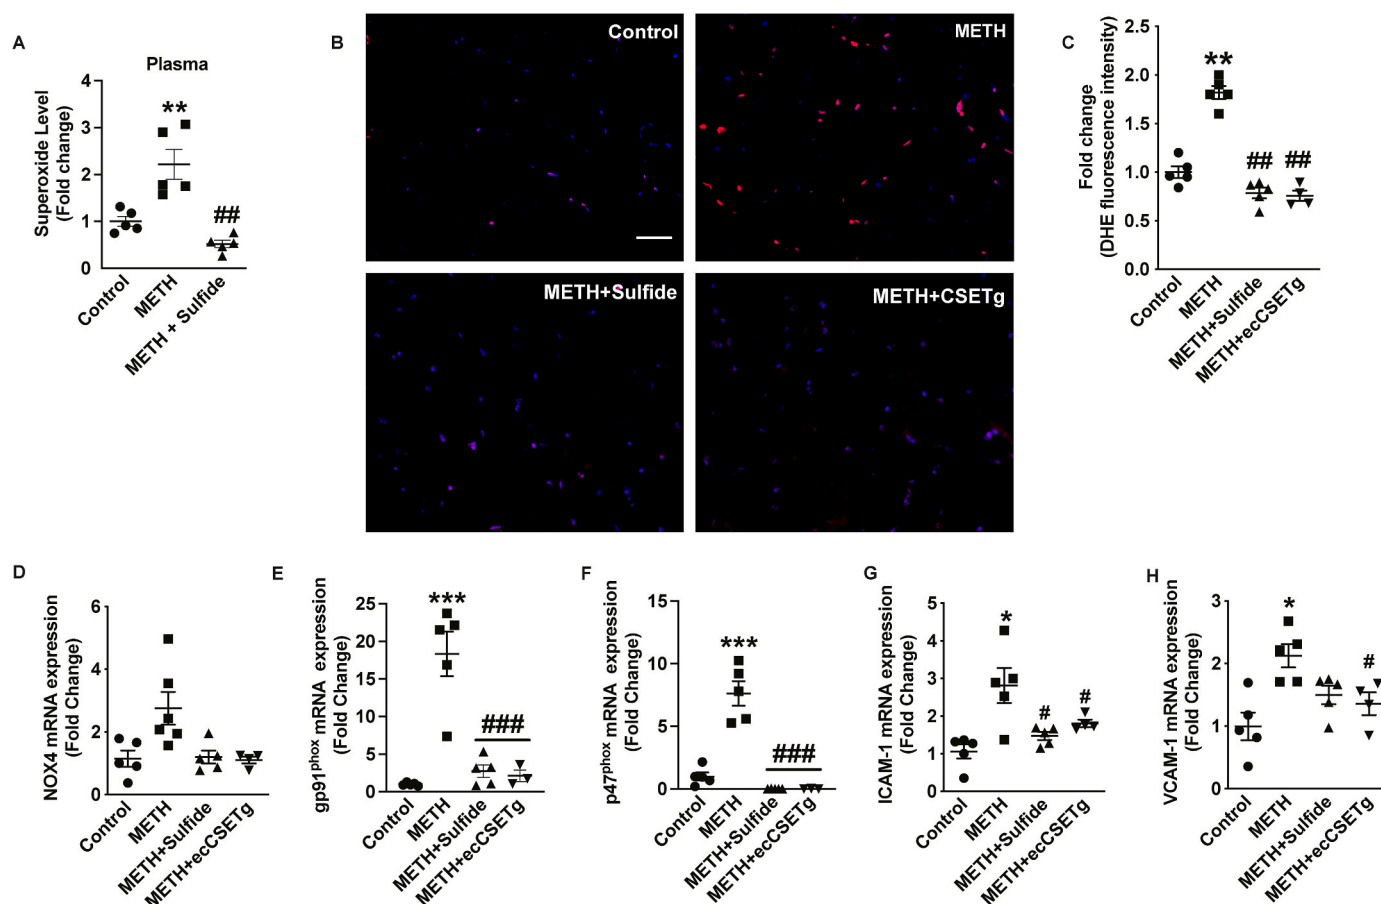 A
Plasma
Superoxide Level
(Fold change)
4
3
2
1
0
**
##
Control
METH
METH + Sulfide
B
Control
METH
METH+Sulfide
METH+CSETg
C
Fold change
(DHE fluorescence intensity)
2.5
2.0
1.5
1.0
0.5
0.0
**
## ##
Control
METH
METH+Sulfide
METH+ecCSETg
D
NOX4 mRNA expression
(Fold Change)
6
4
2
0
Control
METH
METH+Sulfide
METH+ecCSETg
E
gp91phox mRNA expression
(Fold Change)
25
20
15
10
5
0
***
###
Control
METH
METH+Sulfide
METH+ecCSETg
F
p47phox mRNA expression
(Fold Change)
15
10
5
0
***
###
Control
METH
METH+Sulfide
METH+ecCSETg
G
ICAM-1 mRNA expression
(Fold Change)
5
4
3
2
1
0
*
#
#
Control
METH
METH+Sulfide
METH+ecCSETg
H
VCAM-1 mRNA expression
(Fold Change)
3
2
1
0
*
#
Control
METH
METH+Sulfide
METH+ecCSETg